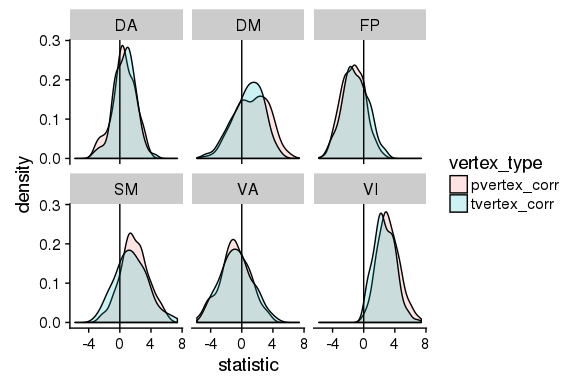 DA DM FP
0.3
0.2
0.1
0.0
density
SM VA VI
0.3
0.2
0.1
0.0
-4 0 4 8 -4 0 4 8 -4 0 4 8
statistic
vertex_type
pvertex_corr
tvertex_corr